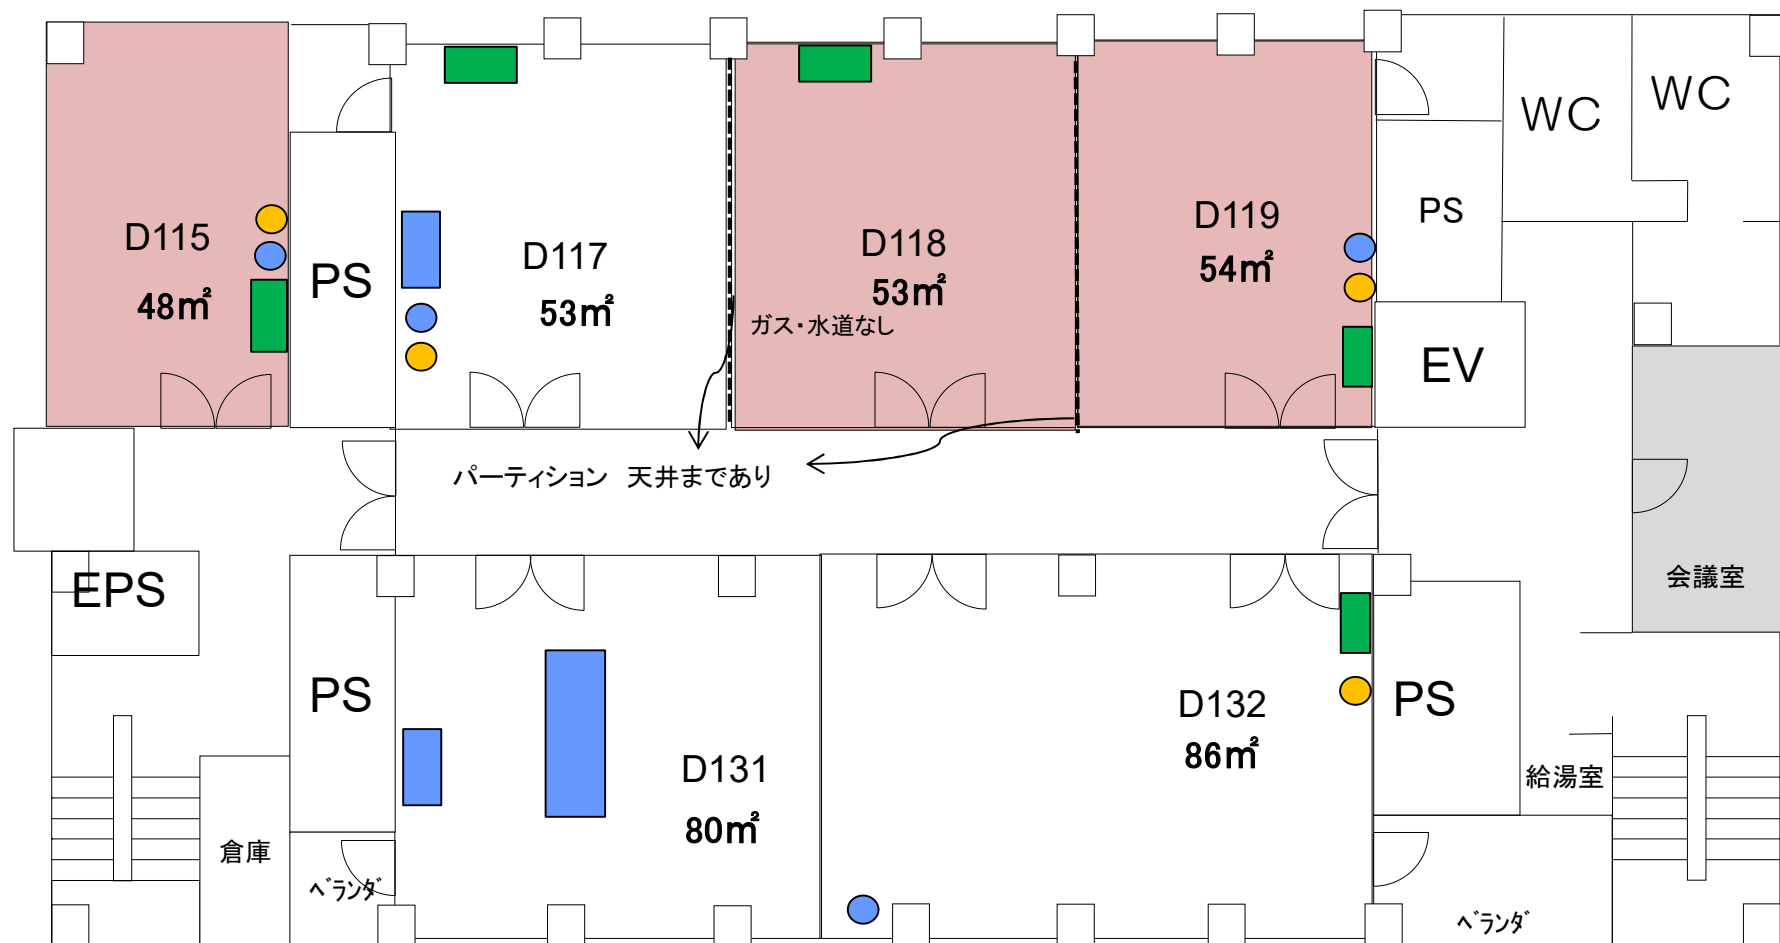 WC
WC
D115
48㎡
PS
D117
53㎡
D118
53㎡
ガス・水道なし
D119
54㎡
PS
EV
パーティション 天井まであり
EPS
会議室
PS
D131
80㎡
D132
86㎡
PS
給湯室
倉庫
ベランダ
ベランダ